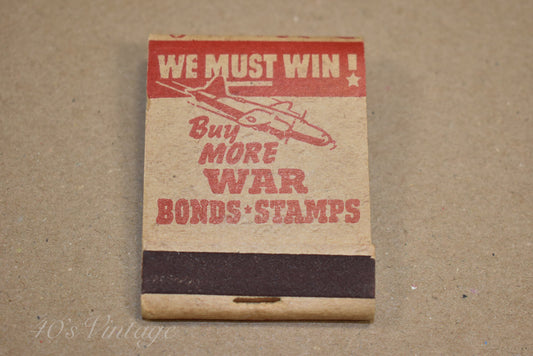 WE MUST WIN!
Buy
MORE
WAR
BONDS★STAMPS
40's Vintage